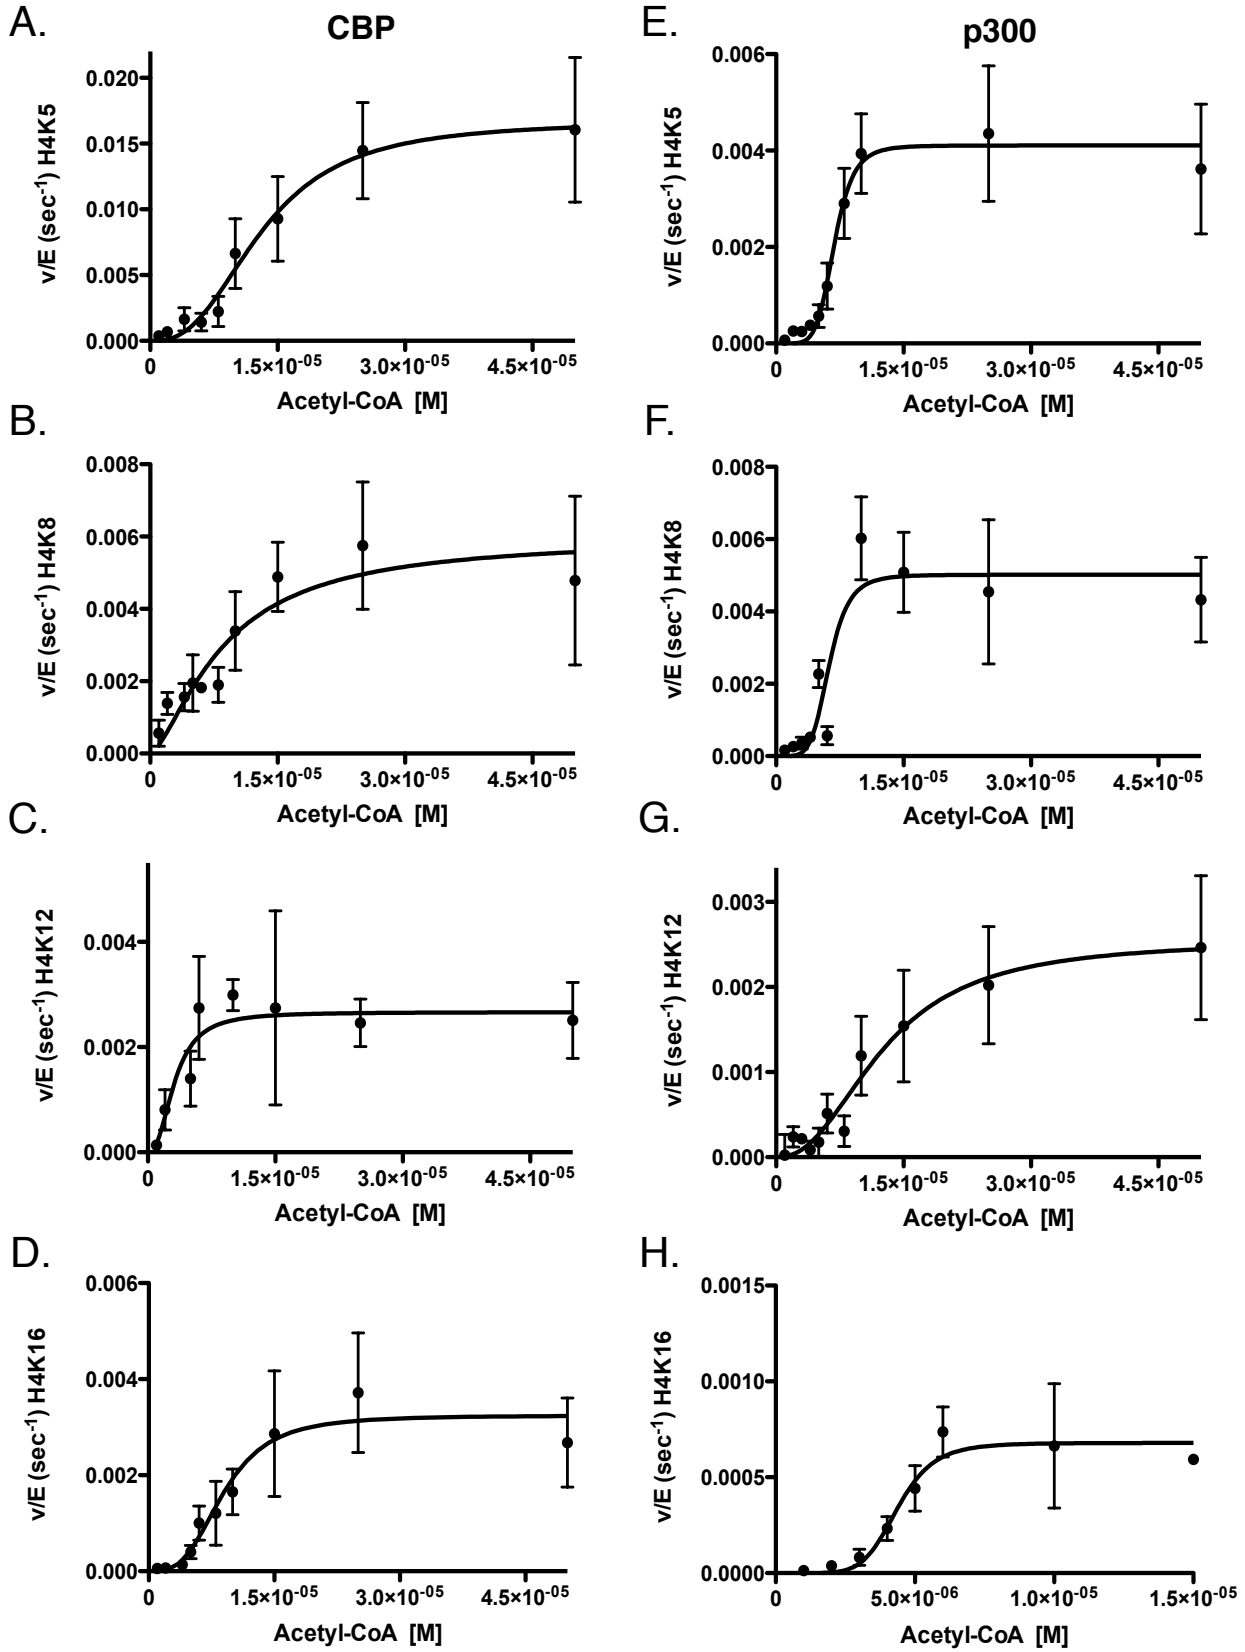 A.
CBP
v/E (sec⁻¹) H4K5
0.020
0.015
0.010
0.005
0.000
0 1.5×10⁻⁰⁵ 3.0×10⁻⁰⁵ 4.5×10⁻⁰⁵
Acetyl-CoA [M]
E.
p300
v/E (sec⁻¹) H4K5
0.006
0.004
0.002
0.000
0 1.5×10⁻⁰⁵ 3.0×10⁻⁰⁵ 4.5×10⁻⁰⁵
Acetyl-CoA [M]
B.
v/E (sec⁻¹) H4K8
0.008
0.006
0.004
0.002
0.000
0 1.5×10⁻⁰⁵ 3.0×10⁻⁰⁵ 4.5×10⁻⁰⁵
Acetyl-CoA [M]
F.
v/E (sec⁻¹) H4K8
0.008
0.006
0.004
0.002
0.000
0 1.5×10⁻⁰⁵ 3.0×10⁻⁰⁵ 4.5×10⁻⁰⁵
Acetyl-CoA [M]
C.
v/E (sec⁻¹) H4K12
0.004
0.002
0.000
0 1.5×10⁻⁰⁵ 3.0×10⁻⁰⁵ 4.5×10⁻⁰⁵
Acetyl-CoA [M]
G.
v/E (sec⁻¹) H4K12
0.003
0.002
0.001
0.000
0 1.5×10⁻⁰⁵ 3.0×10⁻⁰⁵ 4.5×10⁻⁰⁵
Acetyl-CoA [M]
D.
v/E (sec⁻¹) H4K16
0.006
0.004
0.002
0.000
0 1.5×10⁻⁰⁵ 3.0×10⁻⁰⁵ 4.5×10⁻⁰⁵
Acetyl-CoA [M]
H.
v/E (sec⁻¹) H4K16
0.0015
0.0010
0.0005
0.0000
0 5.0×10⁻⁰⁶ 1.0×10⁻⁰⁵ 1.5×10⁻⁰⁵
Acetyl-CoA [M]